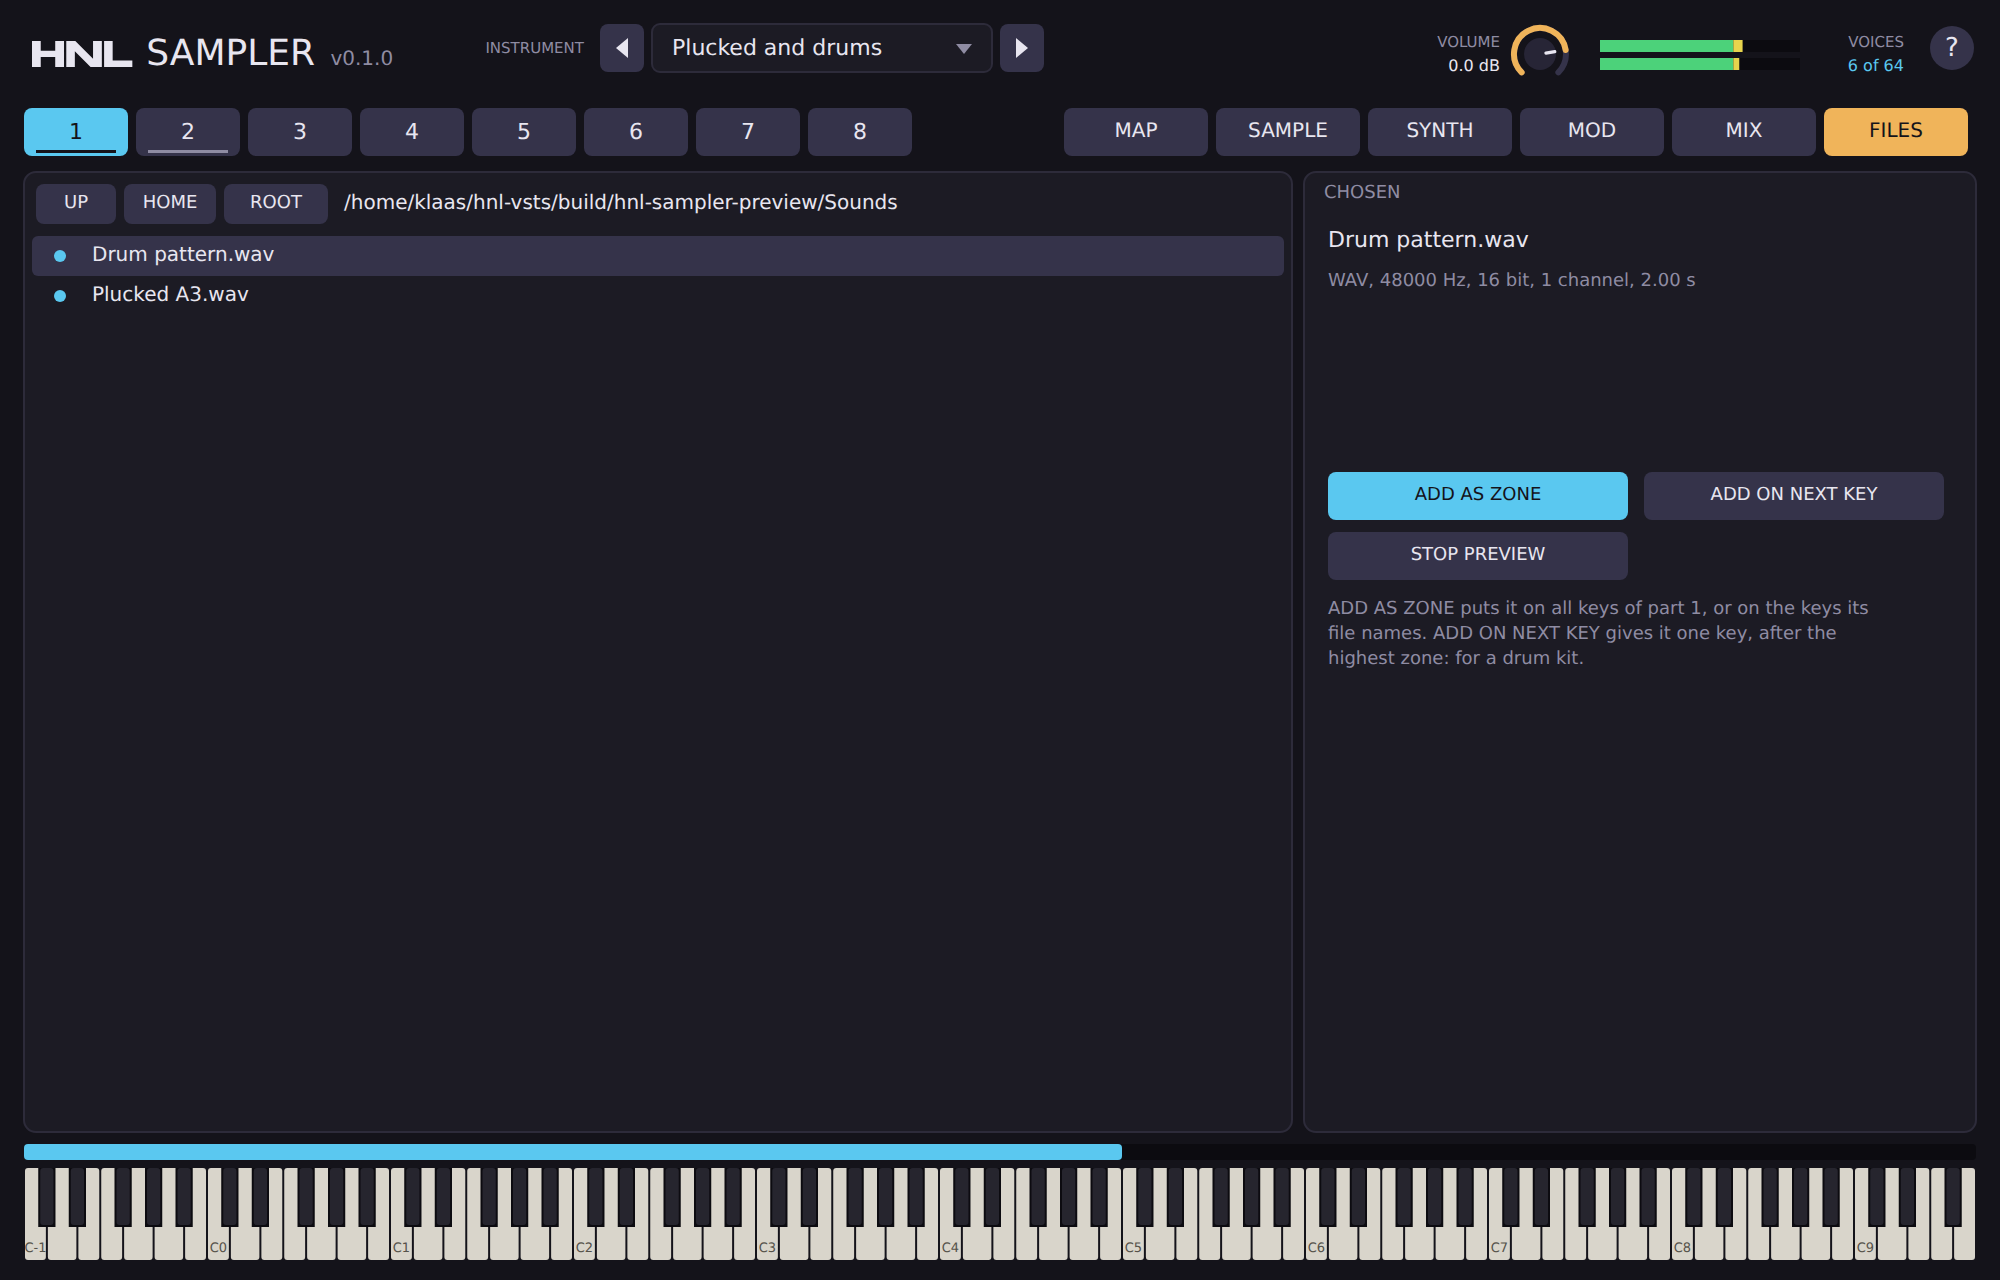 HNL SAMPLER v0.1.0
INSTRUMENT
Plucked and drums
VOLUME
0.0 dB
VOICES
6 of 64
?
1 2 3 4 5 6 7 8
MAP SAMPLE SYNTH MOD MIX FILES
UP HOME ROOT /home/klaas/hnl-vsts/build/hnl-sampler-preview/Sounds
Drum pattern.wav
Plucked A3.wav
CHOSEN
Drum pattern.wav
WAV, 48000 Hz, 16 bit, 1 channel, 2.00 s
ADD AS ZONE
ADD ON NEXT KEY
STOP PREVIEW
ADD AS ZONE puts it on all keys of part 1, or on the keys its
file names. ADD ON NEXT KEY gives it one key, after the
highest zone: for a drum kit.
C-1 C0 C1 C2 C3 C4 C5 C6 C7 C8 C9